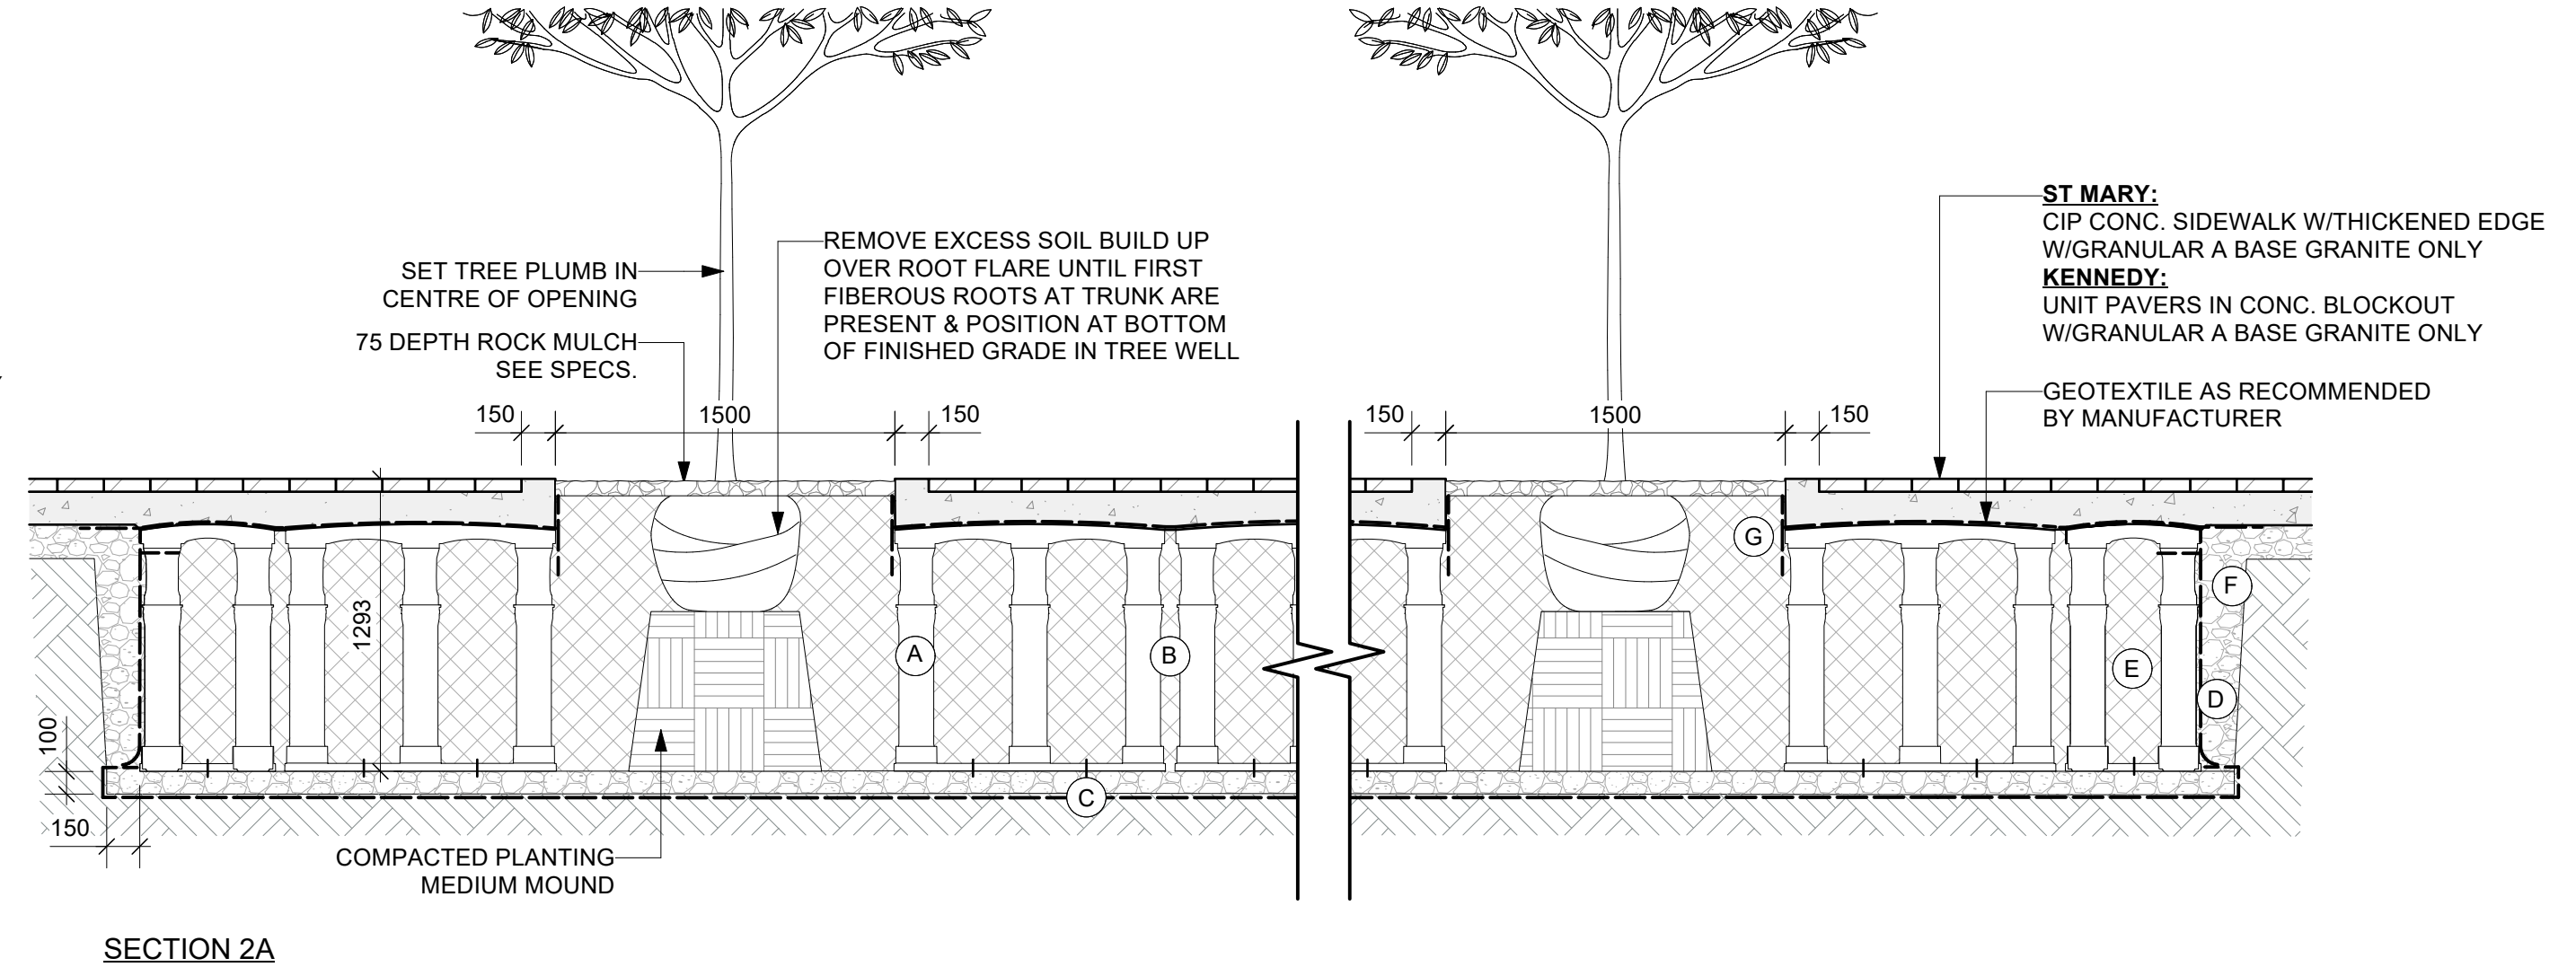 SET TREE PLUMB IN
CENTRE OF OPENING
75 DEPTH ROCK MULCH
SEE SPECS.
REMOVE EXCESS SOIL BUILD UP
OVER ROOT FLARE UNTIL FIRST
FIBEROUS ROOTS AT TRUNK ARE
PRESENT & POSITION AT BOTTOM
OF FINISHED GRADE IN TREE WELL
ST MARY:
CIP CONC. SIDEWALK W/THICKENED EDGE
W/GRANULAR A BASE GRANITE ONLY
KENNEDY:
UNIT PAVERS IN CONC. BLOCKOUT
W/GRANULAR A BASE GRANITE ONLY
GEOTEXTILE AS RECOMMENDED
BY MANUFACTURER
150
1500
150
150
1500
150
1293
100
150
A
B
C
G
F
E
D
COMPACTED PLANTING
MEDIUM MOUND
SECTION 2A